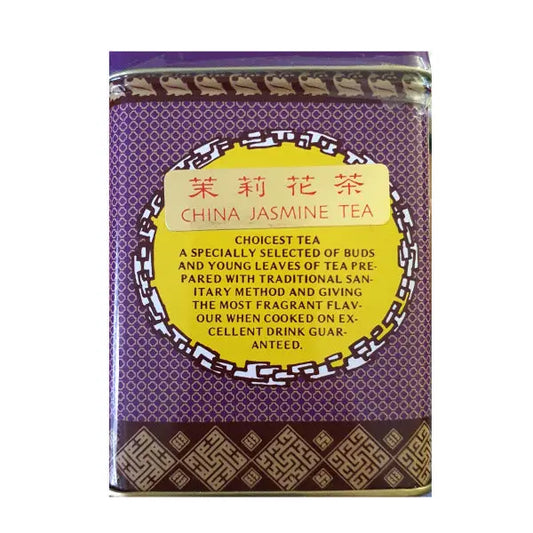 茉莉花茶
CHINA JASMINE TEA
CHOICEST TEA
A SPECIALLY SELECTED OF BUDS
AND YOUNG LEAVES OF TEA PRE-
PARED WITH TRADITIONAL SAN-
ITARY METHOD AND GIVING
THE MOST FRAGRANT FLAV-
OUR WHEN COOKED ON EX-
CELLENT DRINK GUAR-
ANTEED.